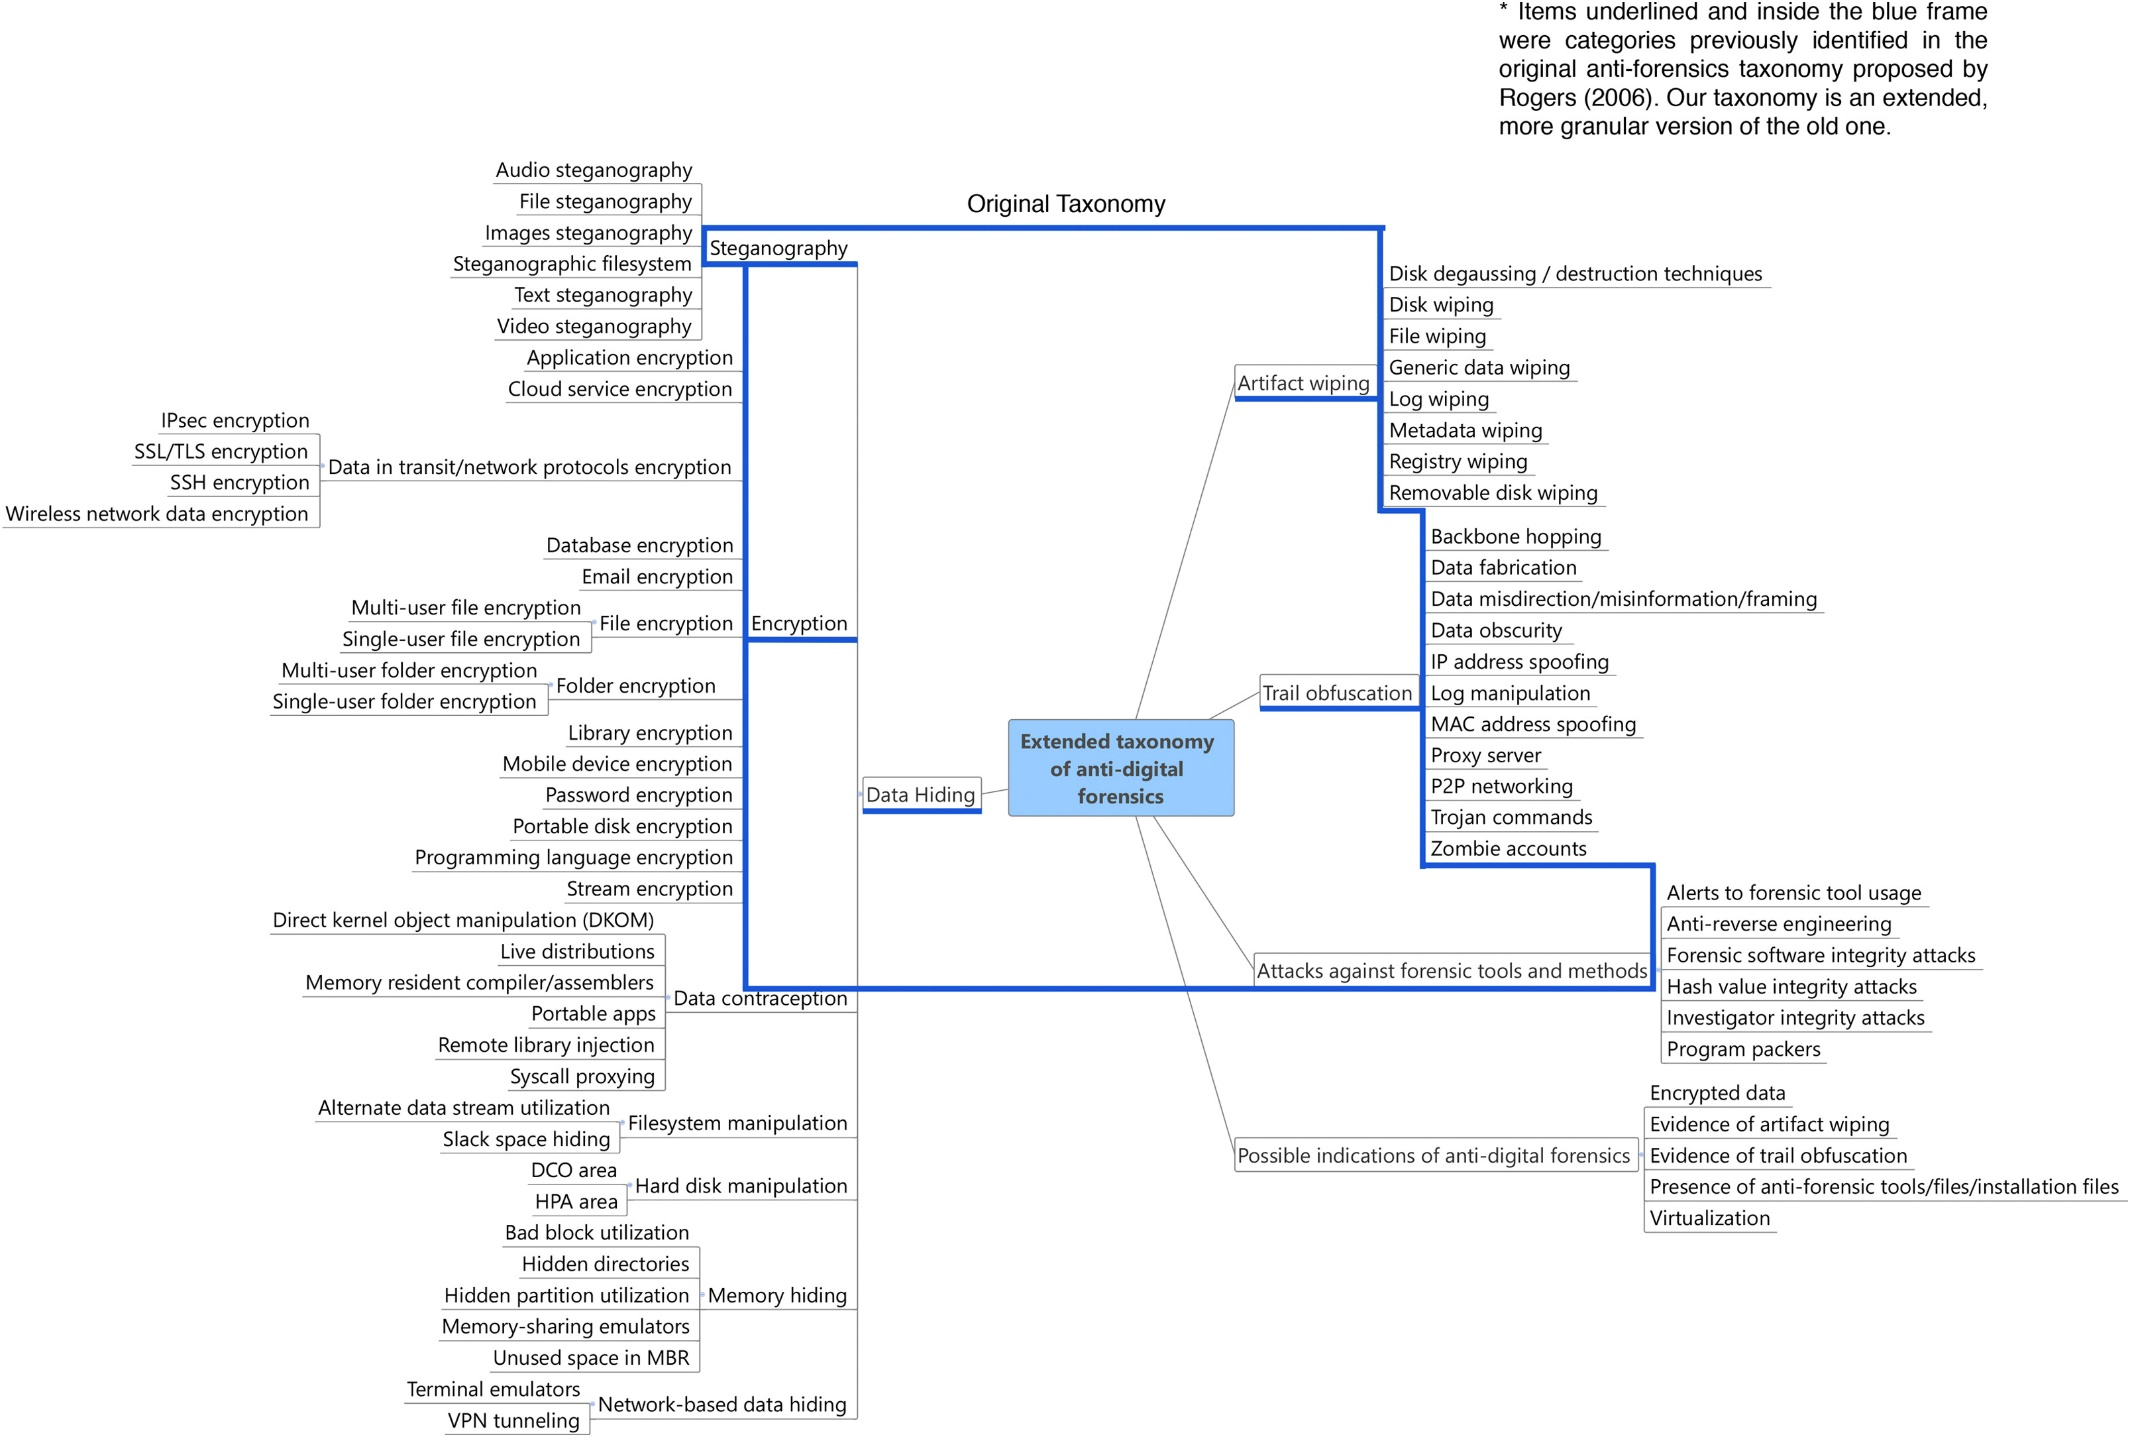 * Items underlined and inside the blue frame
were categories previously identified in the
original anti-forensics taxonomy proposed by
Rogers (2006). Our taxonomy is an extended,
more granular version of the old one.
Original Taxonomy
Audio steganography
File steganography
Images steganography
Steganographic filesystem
Text steganography
Video steganography
Steganography
Application encryption
Cloud service encryption
IPsec encryption
SSL/TLS encryption
SSH encryption
Wireless network data encryption
Data in transit/network protocols encryption
Database encryption
Email encryption
Multi-user file encryption
Single-user file encryption
File encryption
Multi-user folder encryption
Single-user folder encryption
Folder encryption
Library encryption
Mobile device encryption
Password encryption
Portable disk encryption
Programming language encryption
Stream encryption
Encryption
Direct kernel object manipulation (DKOM)
Live distributions
Memory resident compiler/assemblers
Portable apps
Remote library injection
Syscall proxying
Data contraception
Alternate data stream utilization
Slack space hiding
Filesystem manipulation
DCO area
HPA area
Hard disk manipulation
Bad block utilization
Hidden directories
Hidden partition utilization
Memory-sharing emulators
Unused space in MBR
Memory hiding
Terminal emulators
VPN tunneling
Network-based data hiding
Data Hiding
Extended taxonomy
of anti-digital
forensics
Artifact wiping
Disk degaussing / destruction techniques
Disk wiping
File wiping
Generic data wiping
Log wiping
Metadata wiping
Registry wiping
Removable disk wiping
Trail obfuscation
Backbone hopping
Data fabrication
Data misdirection/misinformation/framing
Data obscurity
IP address spoofing
Log manipulation
MAC address spoofing
Proxy server
P2P networking
Trojan commands
Zombie accounts
Attacks against forensic tools and methods
Alerts to forensic tool usage
Anti-reverse engineering
Forensic software integrity attacks
Hash value integrity attacks
Investigator integrity attacks
Program packers
Possible indications of anti-digital forensics
Encrypted data
Evidence of artifact wiping
Evidence of trail obfuscation
Presence of anti-forensic tools/files/installation files
Virtualization